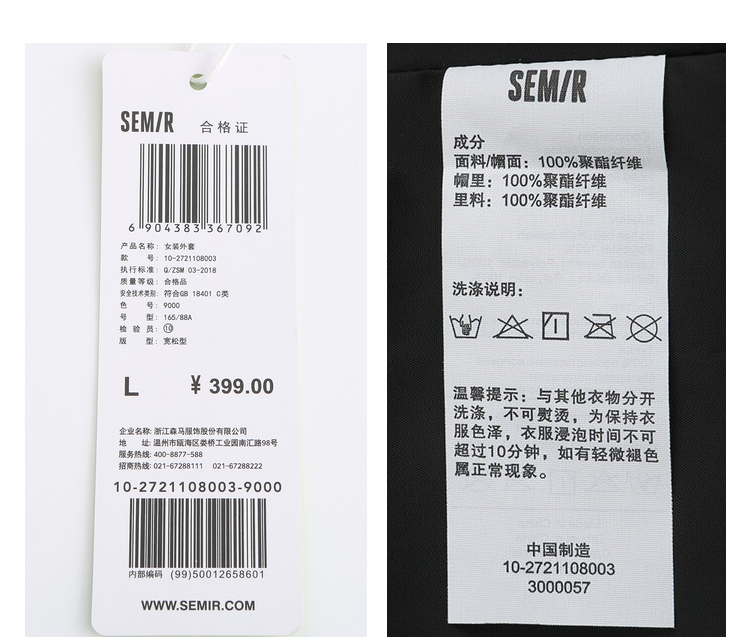 SEMIR 合格证
6 904383 367092
产品名称: 女装外套
款 号: 10-2721108003
执行标准: Q/ZSM 03-2018
质量等级: 合格品
安全技术类别: 符合GB 18401 C类
色 号: 9000
号 型: 165/88A
检 验 员: ⑩
版 型: 宽松型
L ¥ 399.00
企业名称: 浙江森马服饰股份有限公司
地 址: 温州市瓯海区娄桥工业园南汇路98号
服务热线: 400-8877-588
招商热线: 021-67288111 021-67288222
10-2721108003-9000
内部编码 (99)50012658601
WWW.SEMIR.COM
SEMIR
成分
面料/帽面: 100%聚酯纤维
帽里: 100%聚酯纤维
里料: 100%聚酯纤维
洗涤说明:
温馨提示: 与其他衣物分开
洗涤, 不可熨烫, 为保持衣
服色泽, 衣服浸泡时间不可
超过10分钟, 如有轻微褪色
属正常现象。
中国制造
10-2721108003
3000057